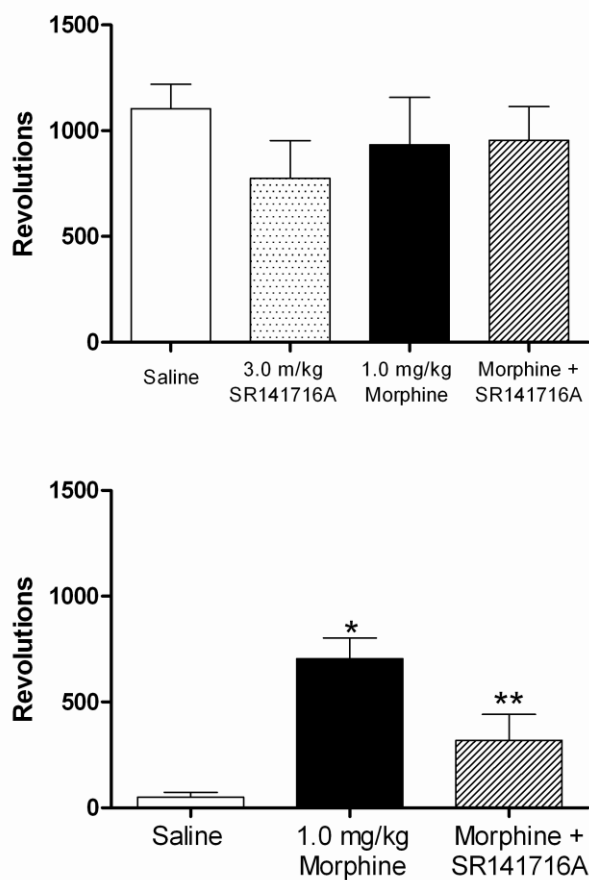 1500
1000
500
0
Revolutions
Saline
3.0 m/kg
SR141716A
1.0 mg/kg
Morphine
Morphine +
SR141716A
1500
1000
500
0
Revolutions
*
**
Saline
1.0 mg/kg
Morphine
Morphine +
SR141716A